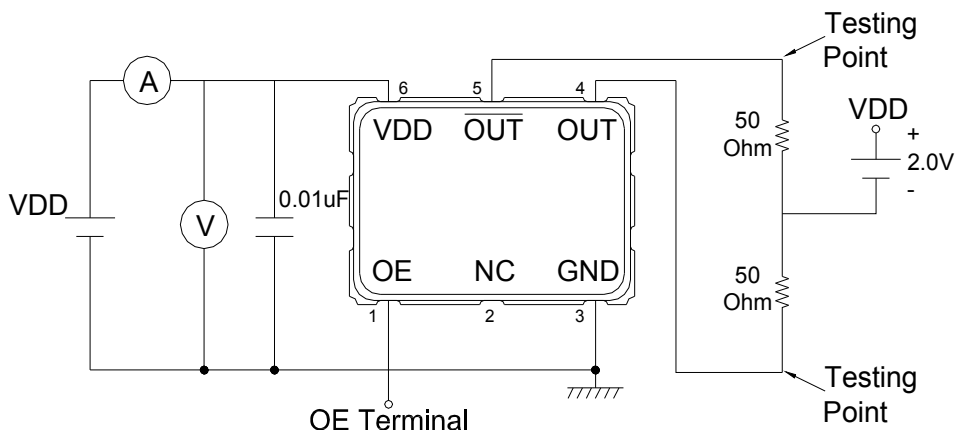 Testing
Point
A
6
5
4
VDD
OUT
OUT
50
Ohm
VDD
+
2.0V
-
VDD
V
0.01uF
OE
NC
GND
50
Ohm
1
2
3
Testing
Point
OE Terminal